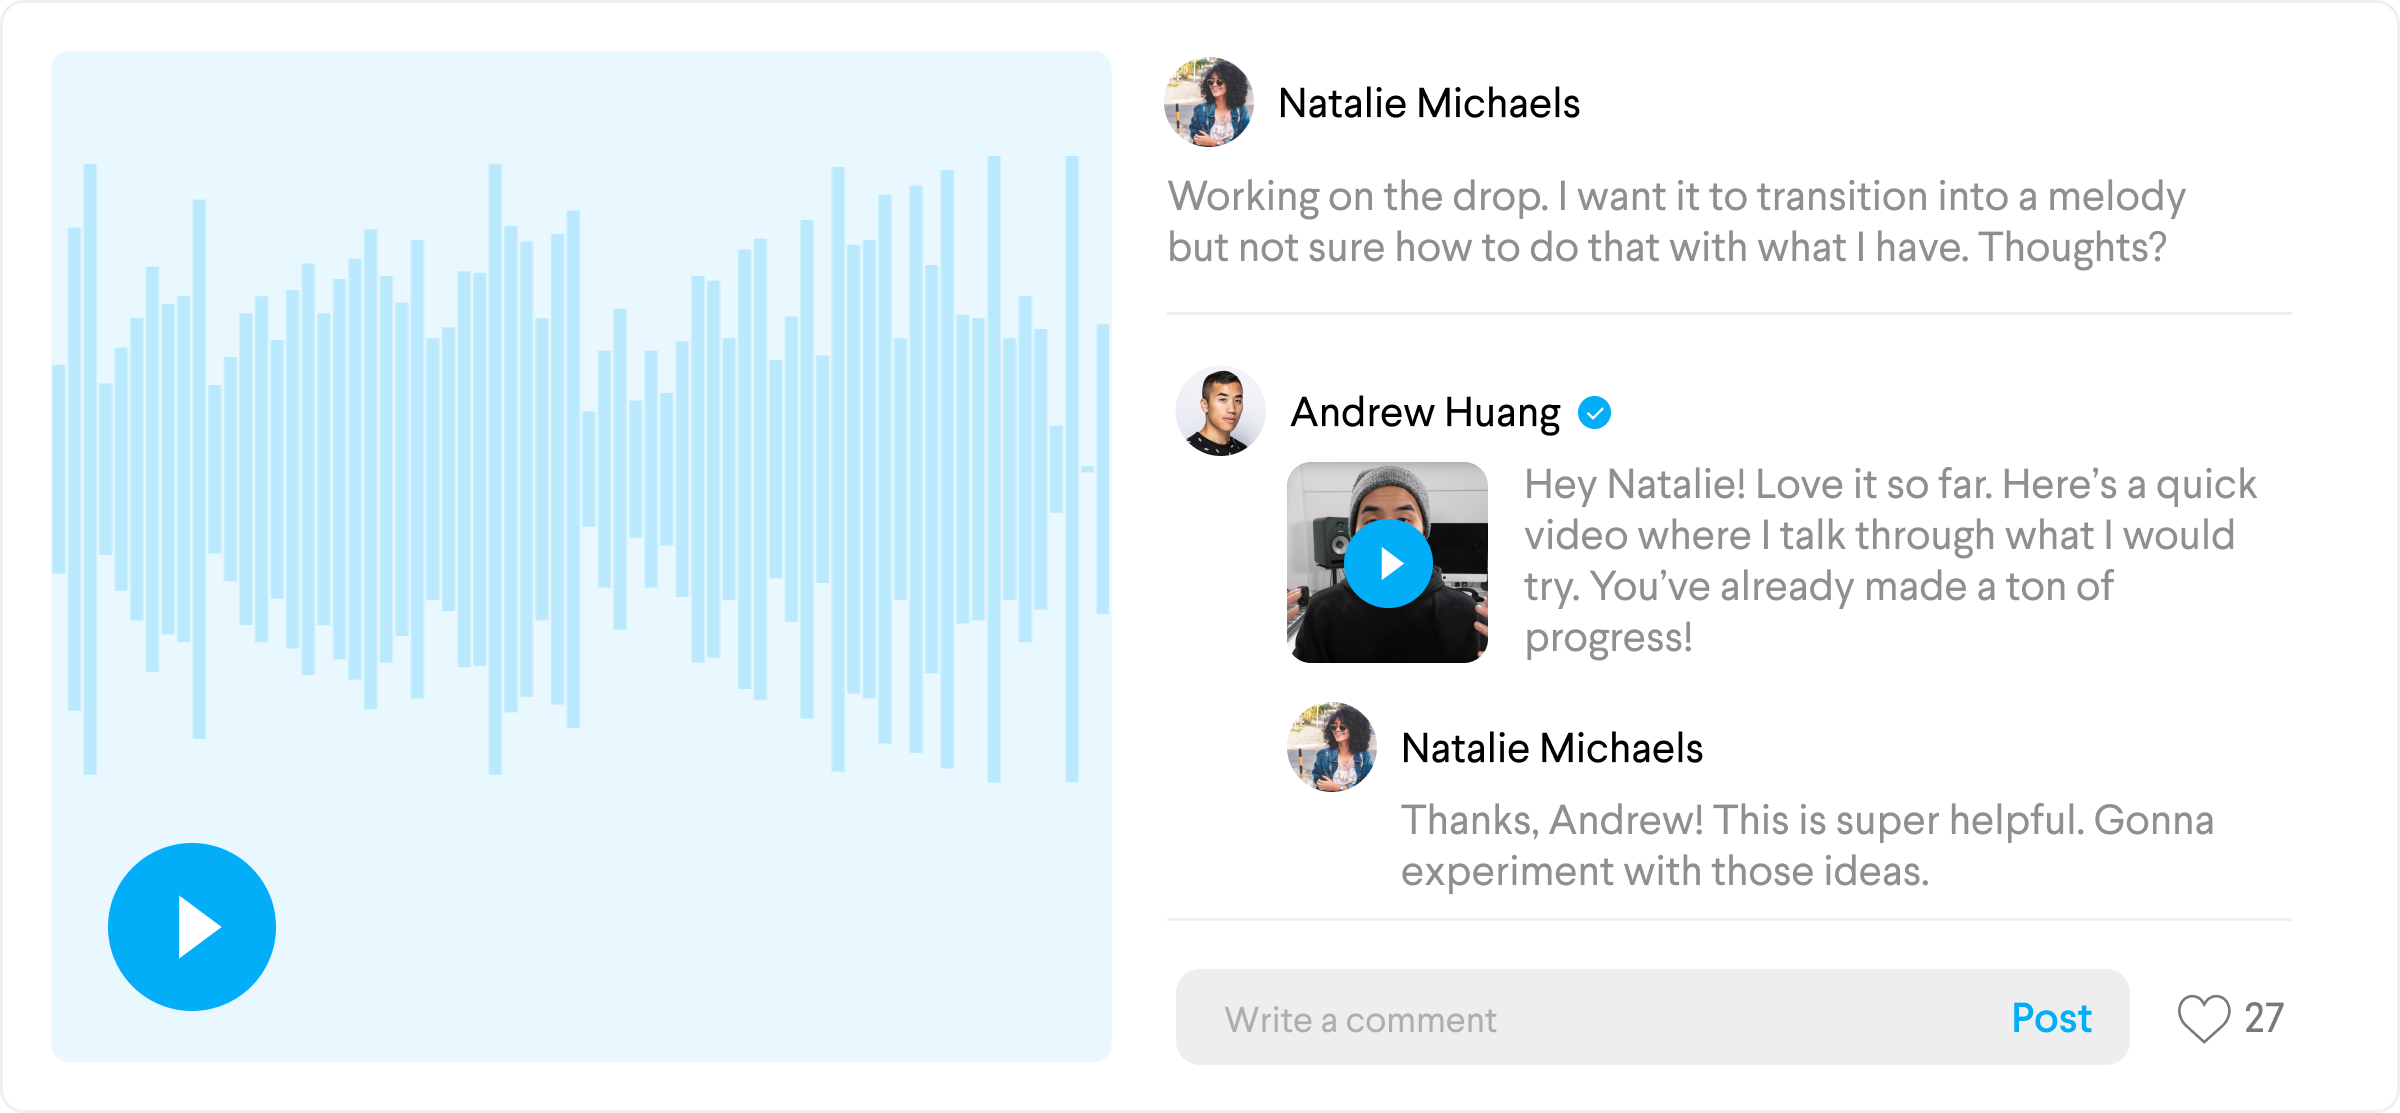 Natalie Michaels
Working on the drop. I want it to transition into a melody
but not sure how to do that with what I have. Thoughts?
Andrew Huang
Hey Natalie! Love it so far. Here’s a quick
video where I talk through what I would
try. You’ve already made a ton of
progress!
Natalie Michaels
Thanks, Andrew! This is super helpful. Gonna
experiment with those ideas.
Write a comment
Post
27